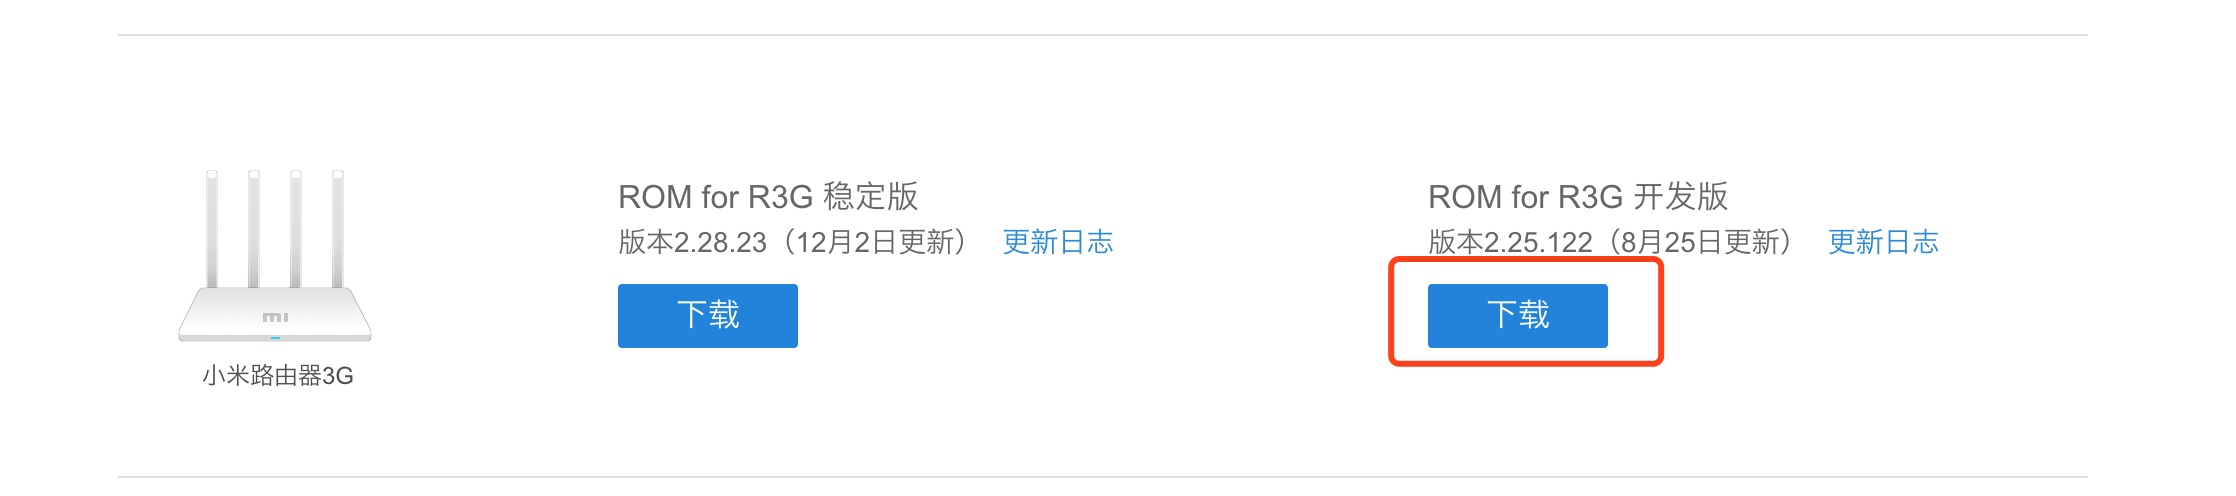 mi
小米路由器3G
ROM for R3G 稳定版
版本2.28.23（12月2日更新） 更新日志
下载
ROM for R3G 开发版
版本2.25.122（8月25日更新） 更新日志
下载